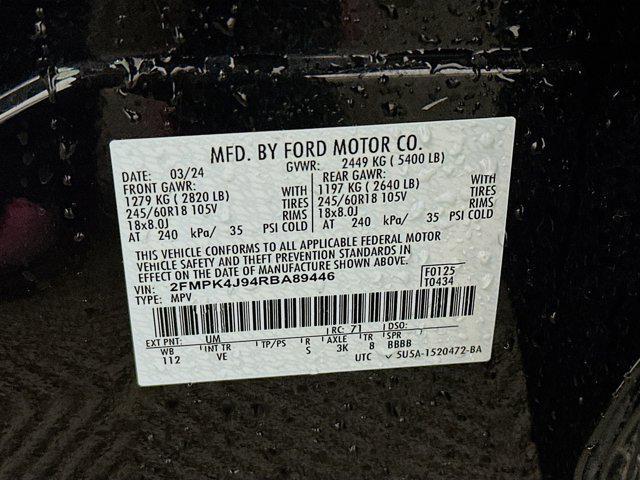 MFD. BY FORD MOTOR CO.
DATE: 03/24 GVWR: 2449 KG ( 5400 LB)
FRONT GAWR: REAR GAWR:
1279 KG ( 2820 LB) WITH 1197 KG ( 2640 LB) WITH
245/60R18 105V TIRES 245/60R18 105V TIRES
18x8.0J RIMS 18x8.0J RIMS
AT 240 kPa/ 35 PSI COLD AT 240 kPa/ 35 PSI COLD
THIS VEHICLE CONFORMS TO ALL APPLICABLE FEDERAL MOTOR
VEHICLE SAFETY AND THEFT PREVENTION STANDARDS IN
EFFECT ON THE DATE OF MANUFACTURE SHOWN ABOVE.
VIN: 2FMPK4J94RBA89446 F0125
TYPE: MPV T0434
EXT PNT: UM RC: 71 DSO:
WB INT TR TP/PS R AXLE TR SPR
112 VE S 3K 8 BBBB
UTC 5U5A-1520472-BA